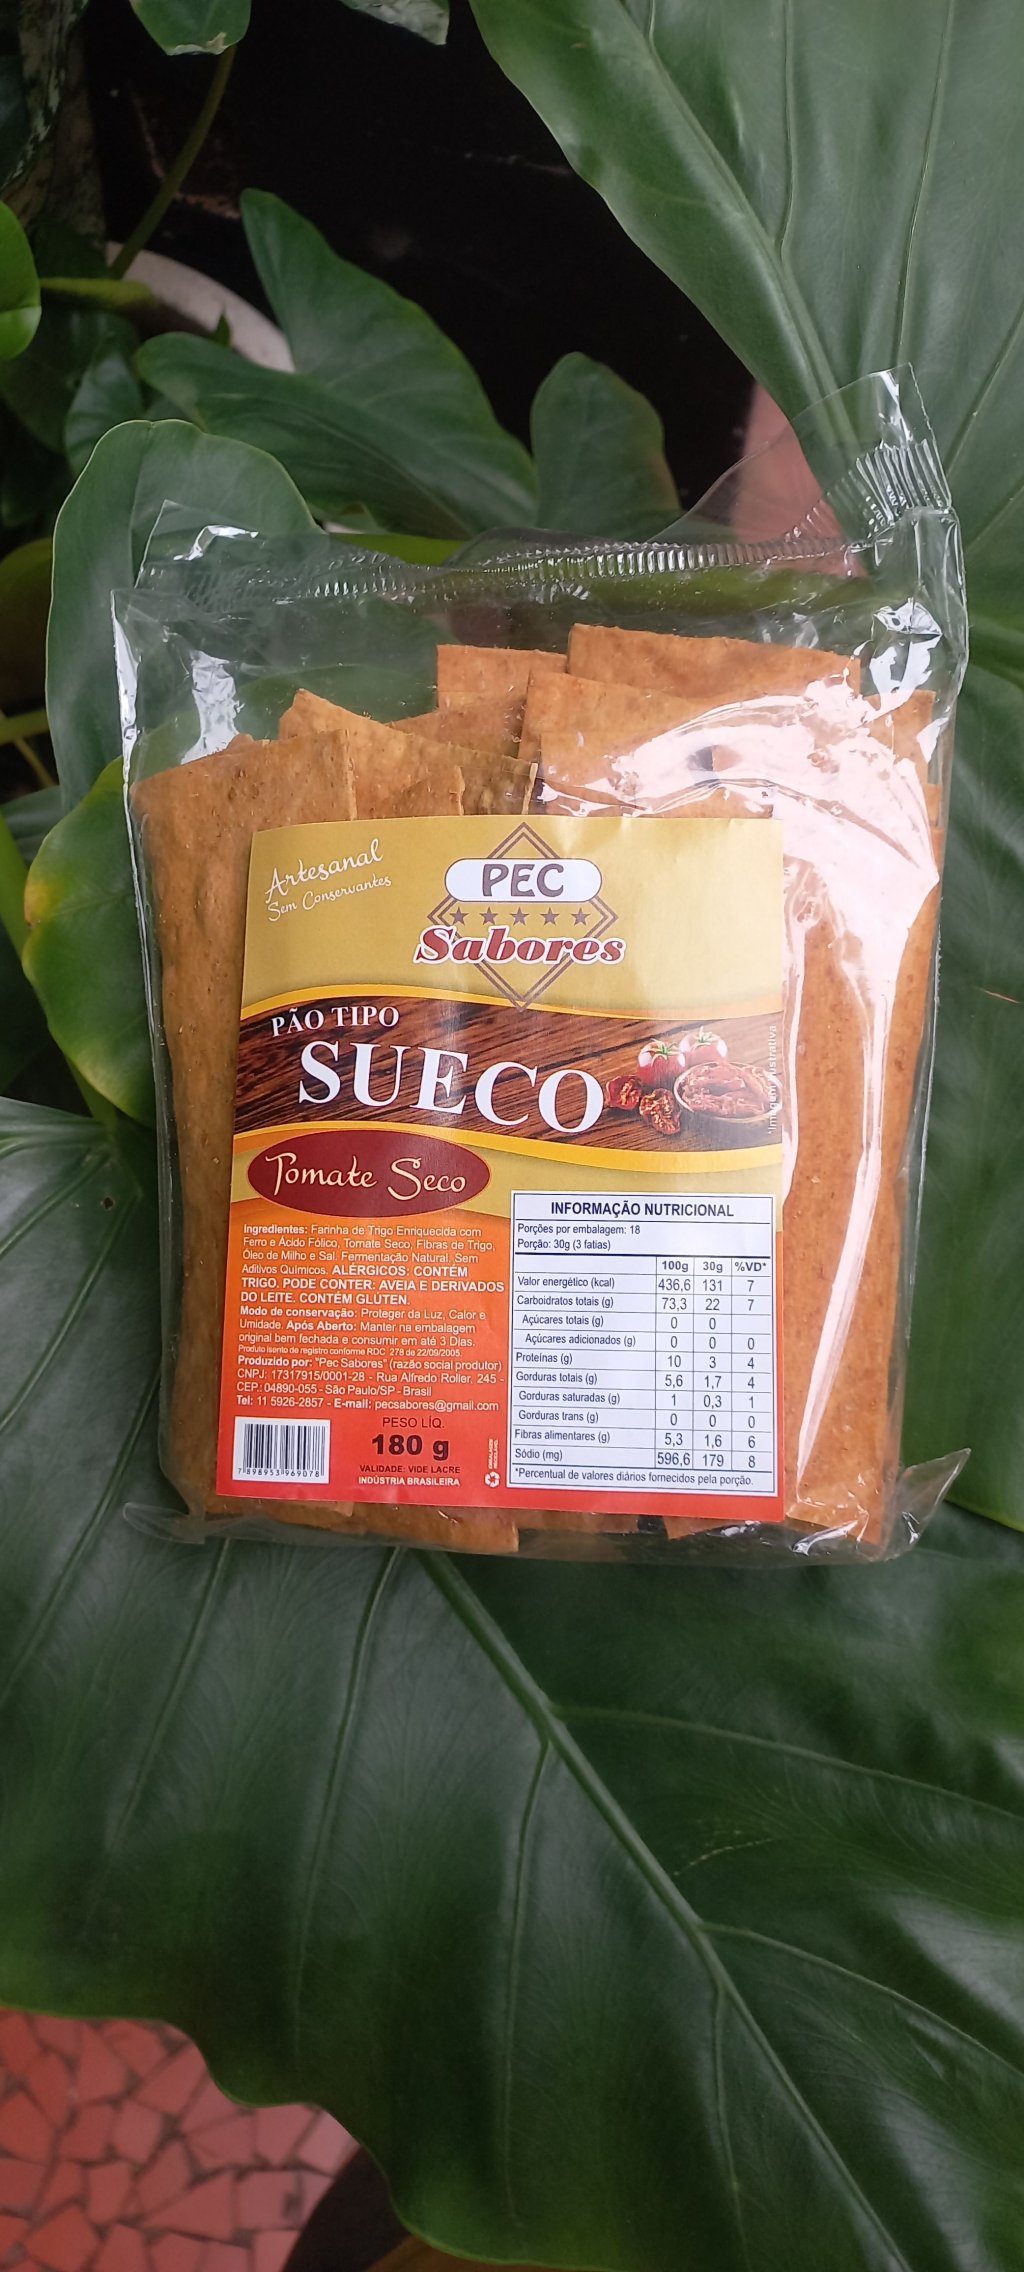 Artesanal
Sem Conservantes
PEC
Sabores
PÃO TIPO
SUECO
*Imagem ilustrativa
Tomate Seco
Ingredientes: Farinha de Trigo Enriquecida com
Ferro e Ácido Fólico, Tomate Seco, Fibras de Trigo,
Óleo de Milho e Sal. Fermentação Natural. Sem
Aditivos Químicos. ALÉRGICOS: CONTÉM
TRIGO. PODE CONTER: AVEIA E DERIVADOS
DO LEITE. CONTÉM GLÚTEN.
Modo de conservação: Proteger da Luz, Calor e
Umidade. Após Aberto: Manter na embalagem
original bem fechada e consumir em até 3 Dias.
Produto isento de registro conforme RDC 278 de 22/09/2005.
Produzido por: "Pec Sabores" (razão social produtor)
CNPJ: 17317915/0001-28 - Rua Alfredo Roller, 245 -
CEP.: 04890-055 - São Paulo/SP - Brasil
Tel: 11 5926-2857 - E-mail: pecsabores@gmail.com
7 898953 969078
PESO LÍQ.
180 g
VALIDADE: VIDE LACRE
INDÚSTRIA BRASILEIRA
EMBALAGEM
RECICLÁVEL
INFORMAÇÃO NUTRICIONAL
Porções por embalagem: 18
Porção: 30g (3 fatias)
100g 30g %VD*
Valor energético (kcal) 436,6 131 7
Carboidratos totais (g) 73,3 22 7
Açúcares totais (g) 0 0
Açúcares adicionados (g) 0 0 0
Proteínas (g) 10 3 4
Gorduras totais (g) 5,6 1,7 4
Gorduras saturadas (g) 1 0,3 1
Gorduras trans (g) 0 0 0
Fibras alimentares (g) 5,3 1,6 6
Sódio (mg) 596,6 179 8
*Percentual de valores diários fornecidos pela porção.